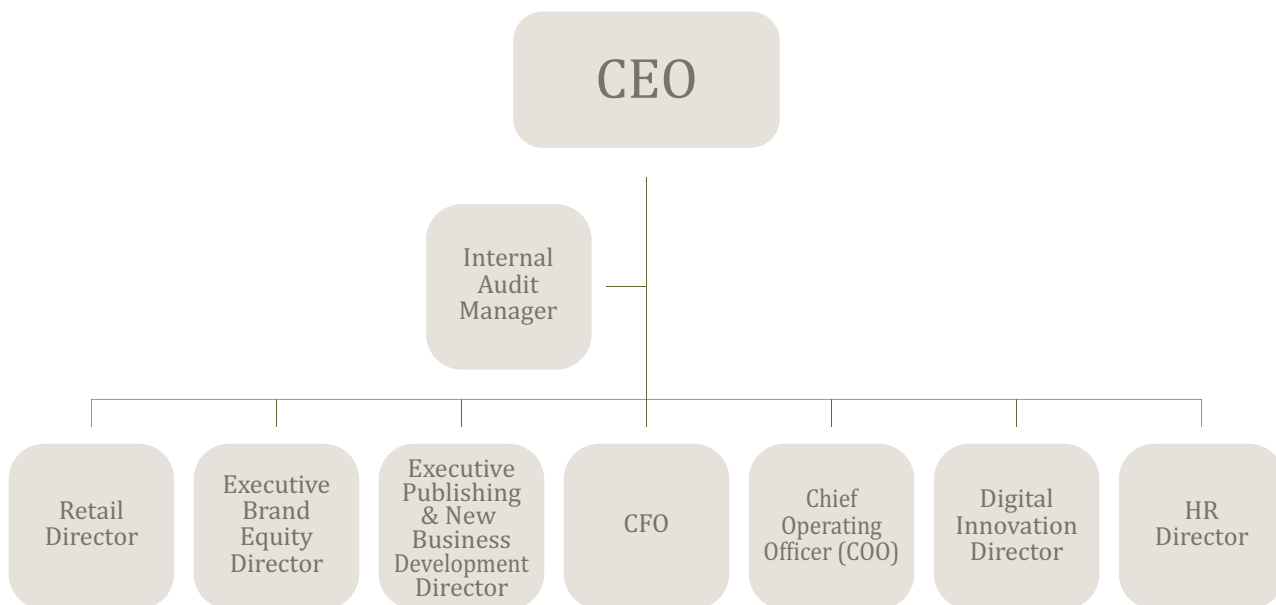 CEO
Internal
Audit
Manager
Retail
Director
Executive
Brand
Equity
Director
Executive
Publishing
& New
Business
Development
Director
CFO
Chief
Operating
Officer (COO)
Digital
Innovation
Director
HR
Director